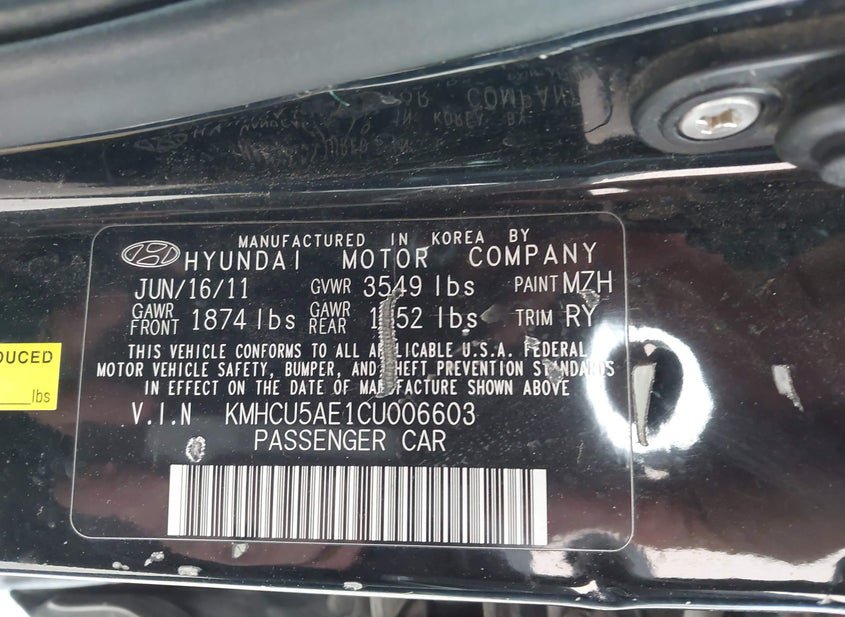 MANUFACTURED IN KOREA BY
HYUNDAI MOTOR COMPANY
JUN/16/11 GVWR 3549 lbs PAINT MZH
GAWR FRONT 1874 lbs GAWR REAR lbs TRIM RY
THIS VEHICLE CONFORMS TO ALL APPLICABLE U.S.A. FEDERAL
MOTOR VEHICLE SAFETY, BUMPER, AND THEFT PREVENTION STANDARDS
IN EFFECT ON THE DATE OF MANUFACTURE SHOWN ABOVE
V.I.N KMHCU5AE1CU006603
PASSENGER CAR
lbs